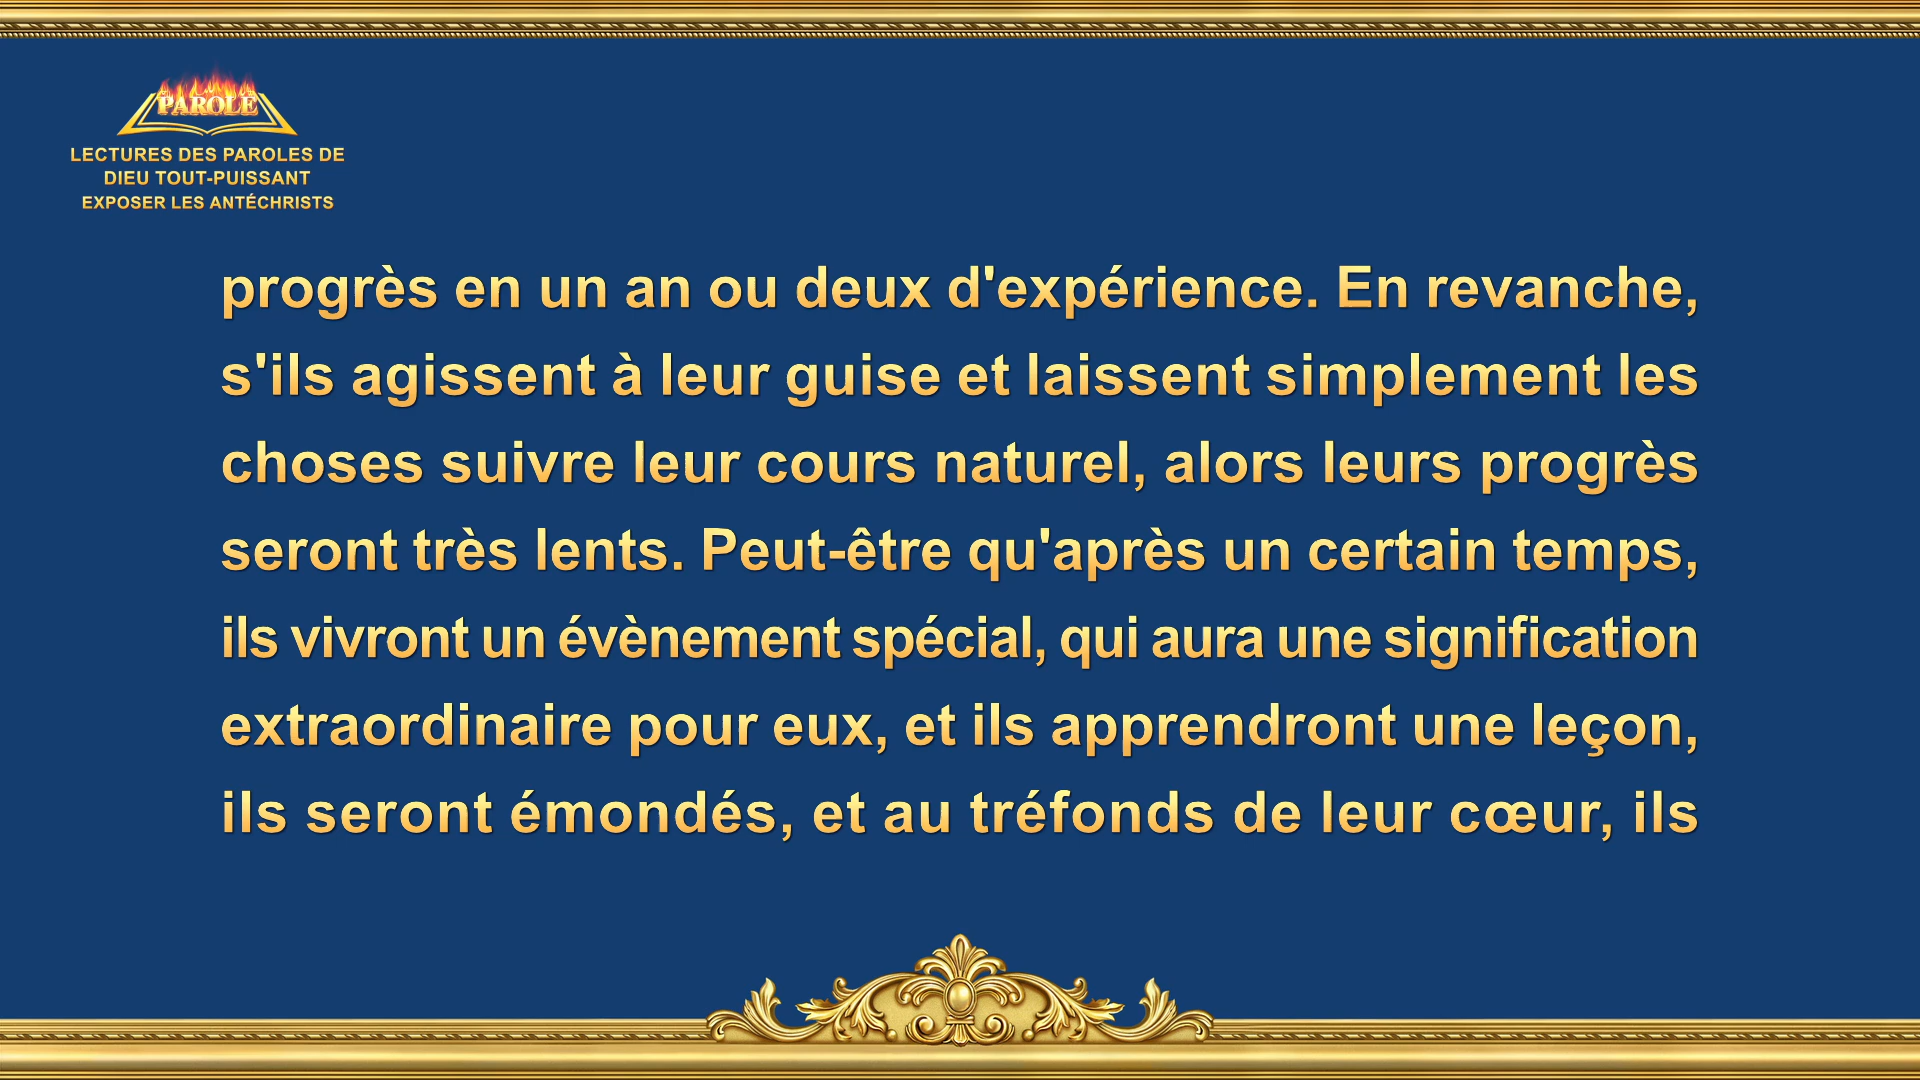 PAROLE
LECTURES DES PAROLES DE
DIEU TOUT-PUISSANT
EXPOSER LES ANTÉCHRISTS
progrès en un an ou deux d'expérience. En revanche,
s'ils agissent à leur guise et laissent simplement les
choses suivre leur cours naturel, alors leurs progrès
seront très lents. Peut-être qu'après un certain temps,
ils vivront un évènement spécial, qui aura une signification
extraordinaire pour eux, et ils apprendront une leçon,
ils seront émondés, et au tréfonds de leur cœur, ils